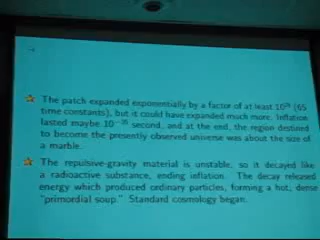 The patch expanded exponentially by a factor of at least 10²⁸ (65
time constants), but it could have expanded much more. Inflation
lasted maybe 10⁻³⁵ second, and at the end, the region destined
to become the presently observed universe was about the size of
a marble.
The repulsive-gravity material is unstable, so it decayed like
a radioactive substance, ending inflation. The decay released
energy which produced ordinary particles, forming a hot, dense
"primordial soup." Standard cosmology began.